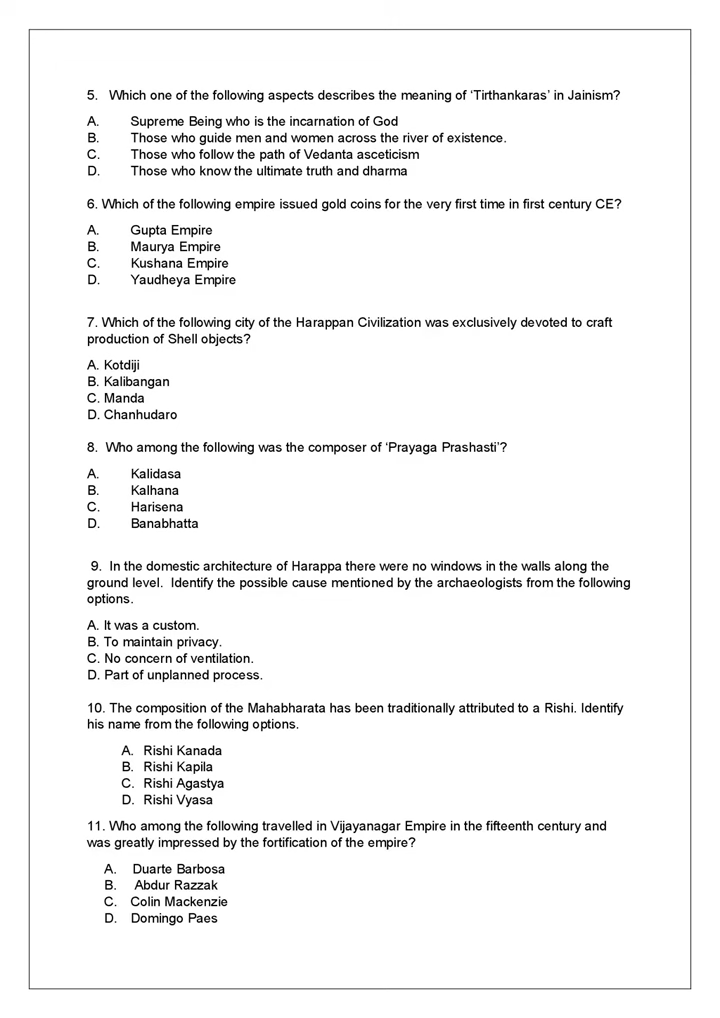 5. Which one of the following aspects describes the meaning of ‘Tirthankaras’ in Jainism?
A. Supreme Being who is the incarnation of God
B. Those who guide men and women across the river of existence.
C. Those who follow the path of Vedanta asceticism
D. Those who know the ultimate truth and dharma
6. Which of the following empire issued gold coins for the very first time in first century CE?
A. Gupta Empire
B. Maurya Empire
C. Kushana Empire
D. Yaudheya Empire
7. Which of the following city of the Harappan Civilization was exclusively devoted to craft
production of Shell objects?
A. Kotdiji
B. Kalibangan
C. Manda
D. Chanhudaro
8. Who among the following was the composer of ‘Prayaga Prashasti’?
A. Kalidasa
B. Kalhana
C. Harisena
D. Banabhatta
9. In the domestic architecture of Harappa there were no windows in the walls along the
ground level. Identify the possible cause mentioned by the archaeologists from the following
options.
A. It was a custom.
B. To maintain privacy.
C. No concern of ventilation.
D. Part of unplanned process.
10. The composition of the Mahabharata has been traditionally attributed to a Rishi. Identify
his name from the following options.
A. Rishi Kanada
B. Rishi Kapila
C. Rishi Agastya
D. Rishi Vyasa
11. Who among the following travelled in Vijayanagar Empire in the fifteenth century and
was greatly impressed by the fortification of the empire?
A. Duarte Barbosa
B. Abdur Razzak
C. Colin Mackenzie
D. Domingo Paes